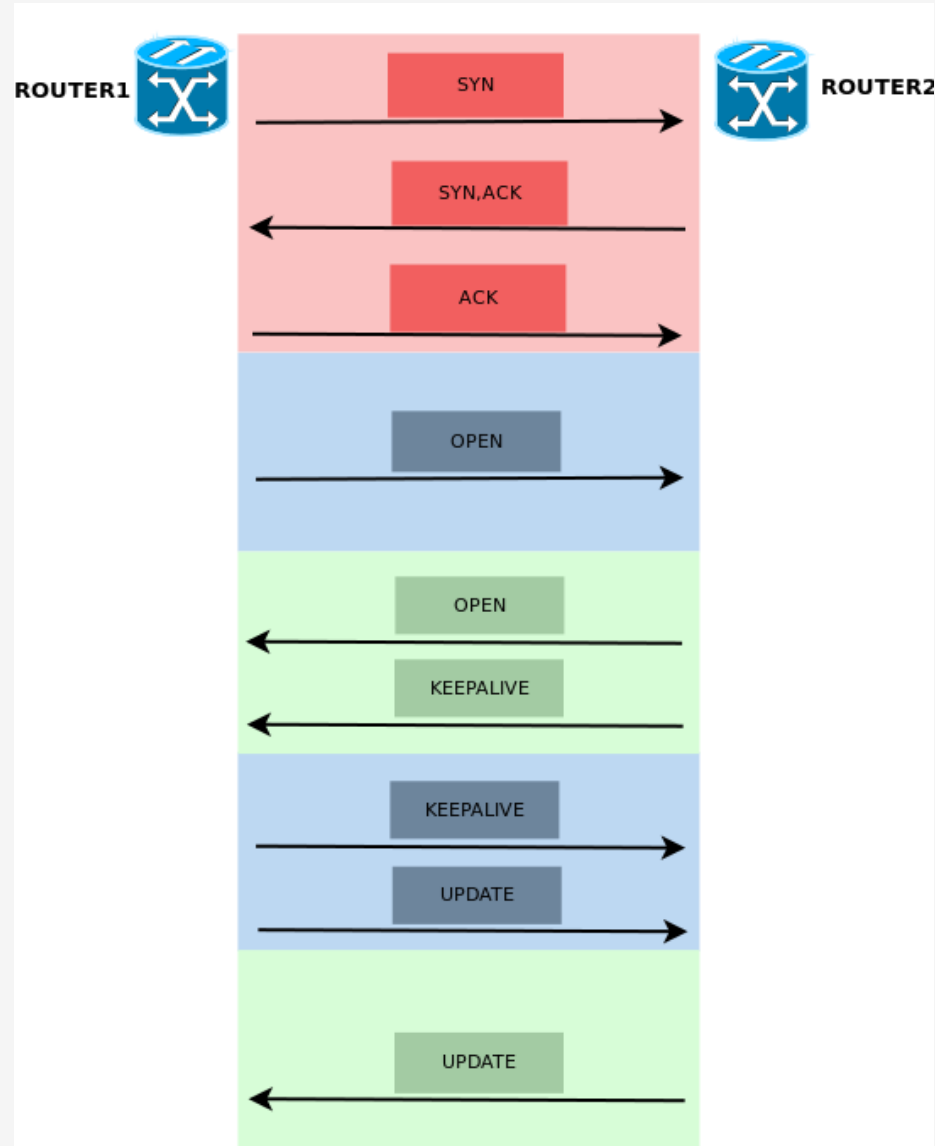 ROUTER1
ROUTER2
SYN
SYN,ACK
ACK
OPEN
OPEN
KEEPALIVE
KEEPALIVE
UPDATE
UPDATE